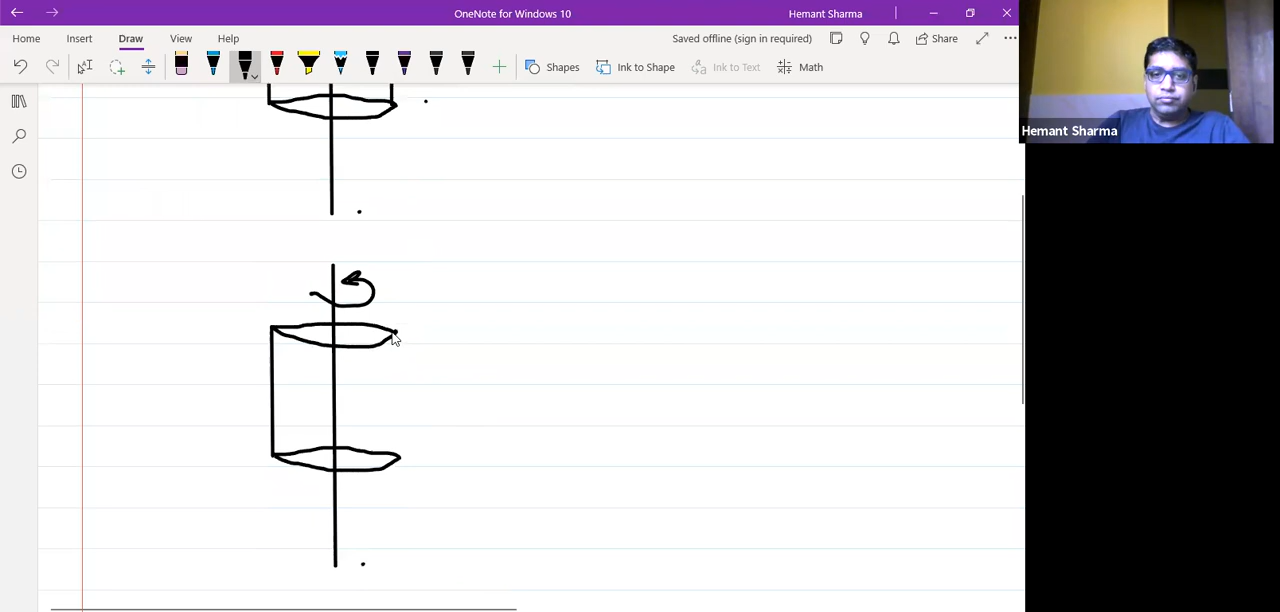 OneNote for Windows 10
Hemant Sharma
Home Insert Draw View Help
Saved offline (sign in required)
Share
Shapes
Ink to Shape
Ink to Text
Math
Hemant Sharma